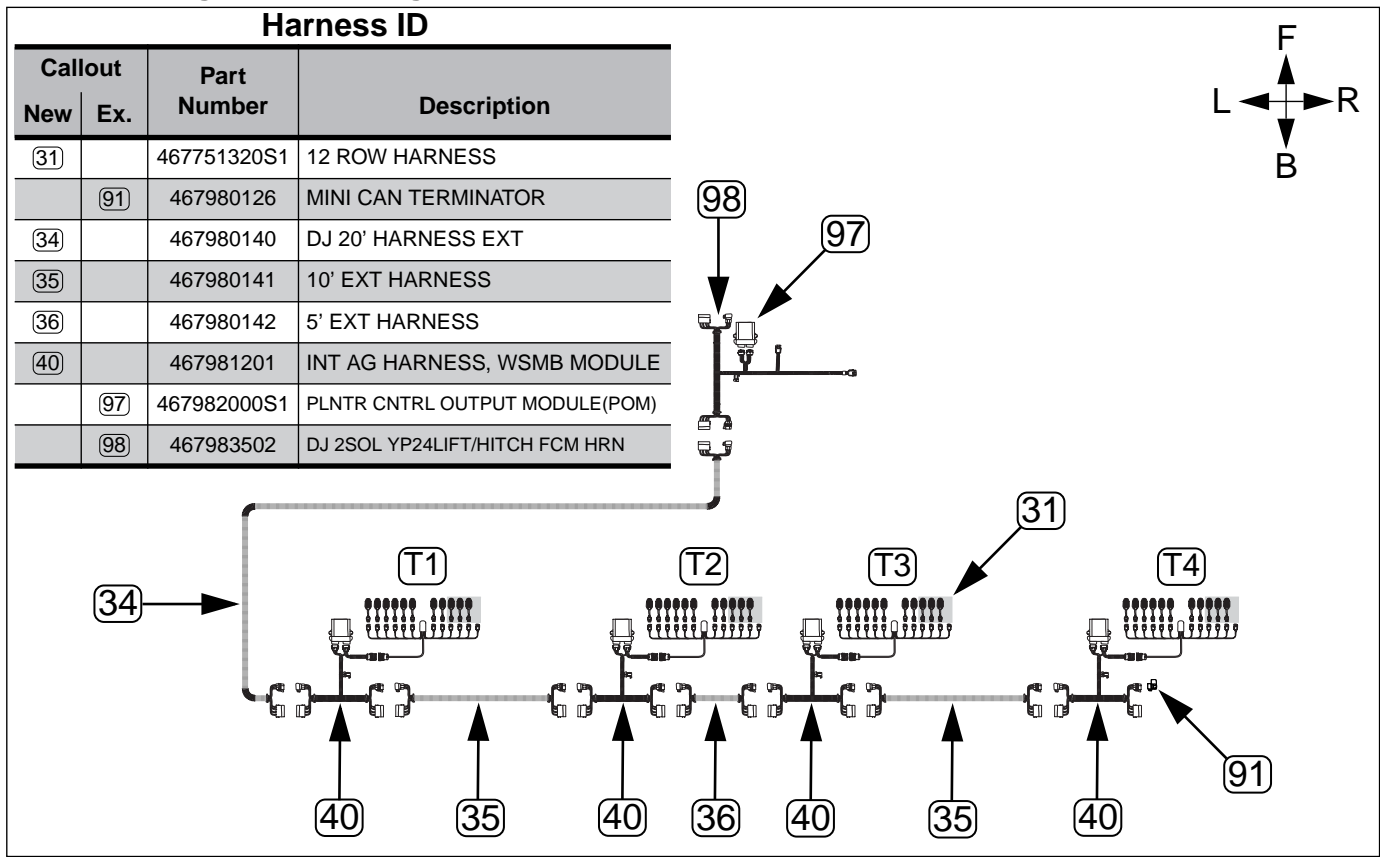 Harness ID
Callout Part Number Description
New Ex.
31 467751320S1 12 ROW HARNESS
91 467980126 MINI CAN TERMINATOR
34 467980140 DJ 20' HARNESS EXT
35 467980141 10' EXT HARNESS
36 467980142 5' EXT HARNESS
40 467981201 INT AG HARNESS, WSMB MODULE
97 467982000S1 PLNTR CNTRL OUTPUT MODULE(POM)
98 467983502 DJ 2SOL YP24LIFT/HITCH FCM HRN
F
L R
B
98
97
31
T1 T2 T3 T4
34
91
40 35 40 36 40 35 40